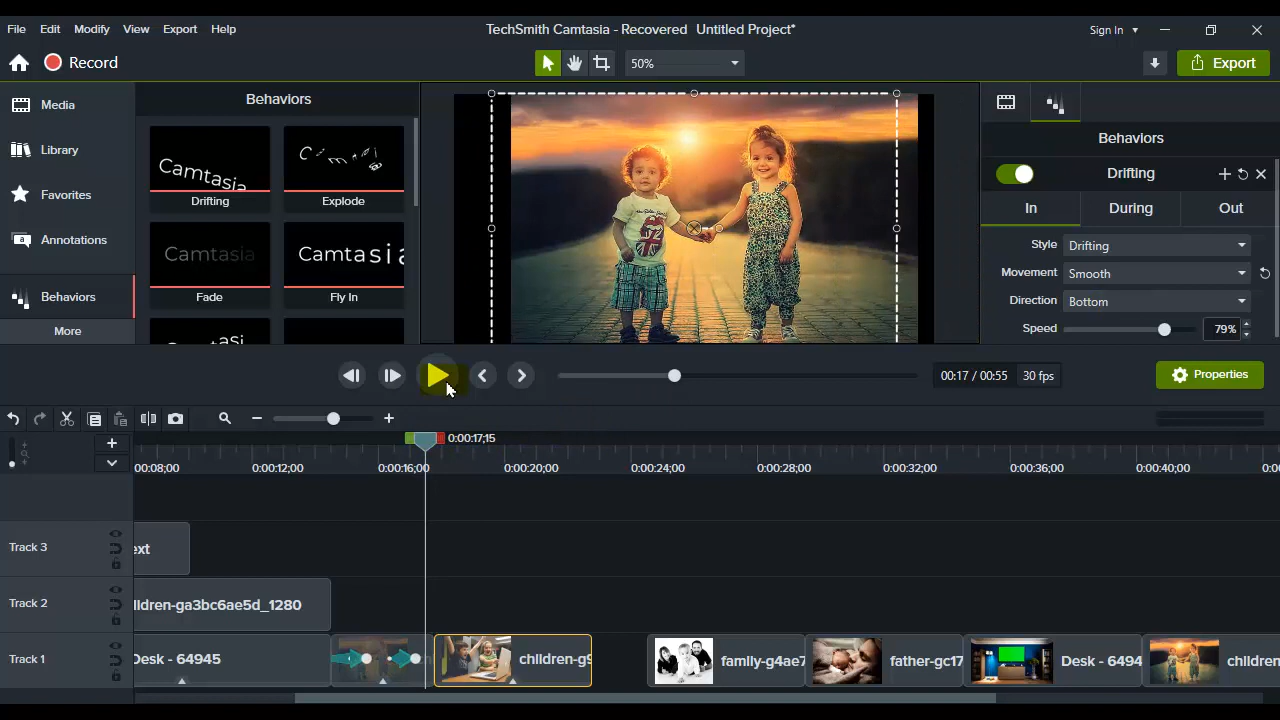 File Edit Modify View Export Help
TechSmith Camtasia - Recovered Untitled Project*
Sign In
Record
50%
Export
Media
Library
Favorites
Annotations
Behaviors
More
Behaviors
Camtasia
Drifting
Explode
Camtasia
Fade
Camtasia
Fly In
Behaviors
Drifting
In During Out
Style Drifting
Movement Smooth
Direction Bottom
Speed 79%
00:17 / 00:55 30 fps
Properties
0:00:17;15
00:08;00 0:00:12;00 0:00:16;00 0:00:20;00 0:00:24;00 0:00:28;00 0:00:32;00 0:00:36;00 0:00:40;00
Track 3
ext
Track 2
ildren-ga3bc6ae5d_1280
Track 1
Desk - 64945
children-g9
family-g4ae7
father-gc17
Desk - 6494
children